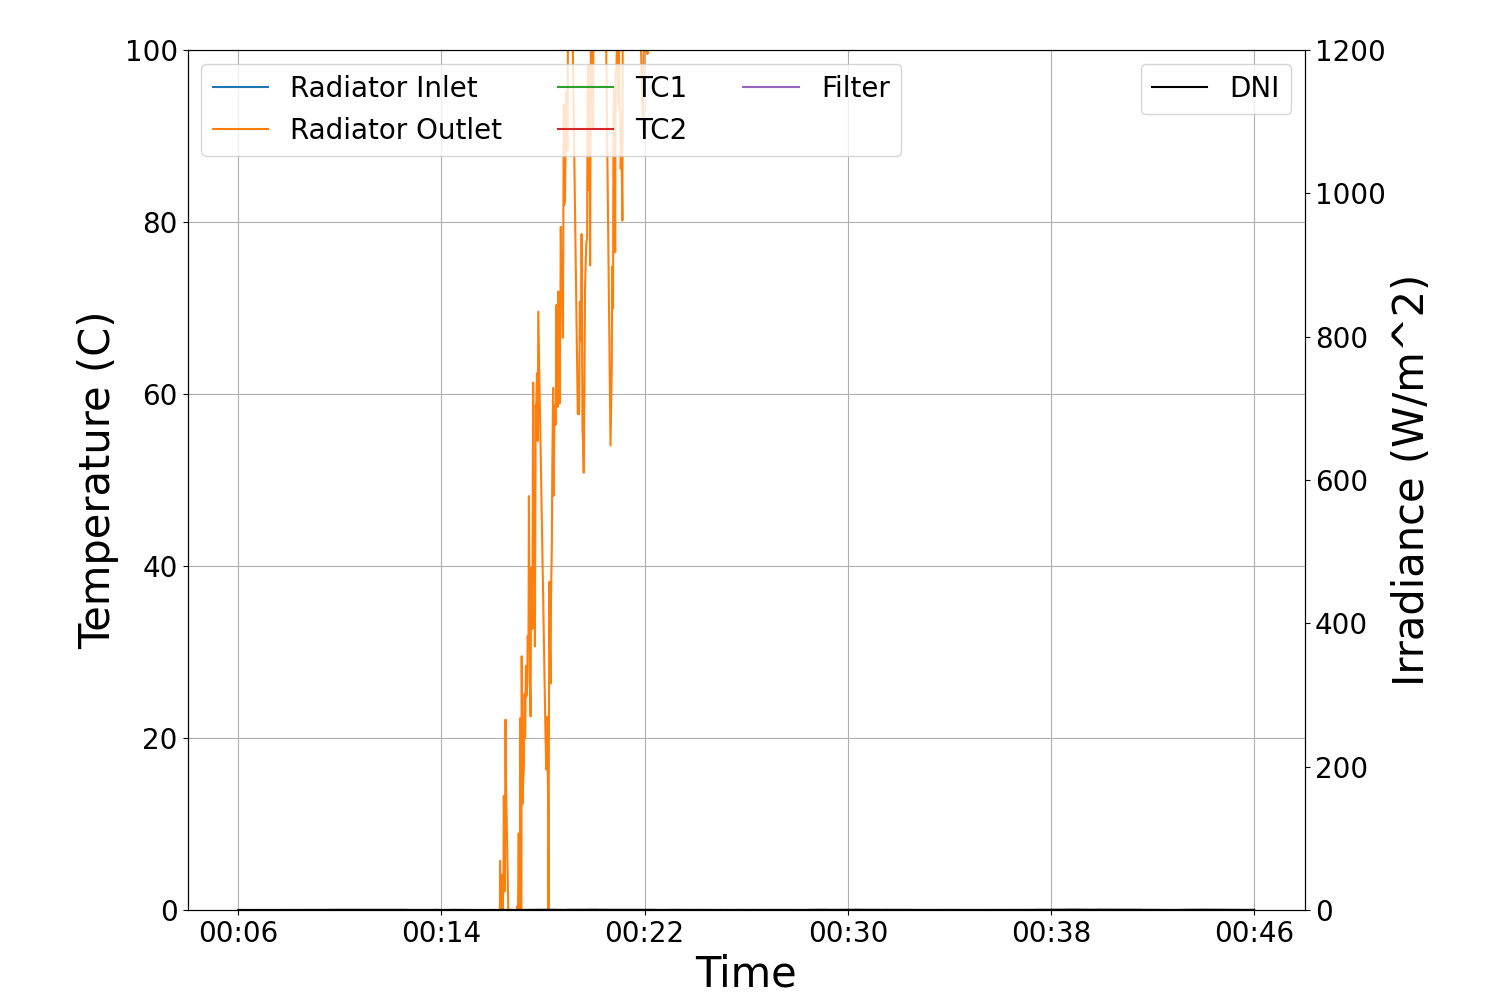 100
80
60
40
20
0
Temperature (C)
Radiator Inlet
Radiator Outlet
TC1
TC2
Filter
DNI
1200
1000
800
600
400
200
0
Irradiance (W/m^2)
00:06 00:14 00:22 00:30 00:38 00:46
Time